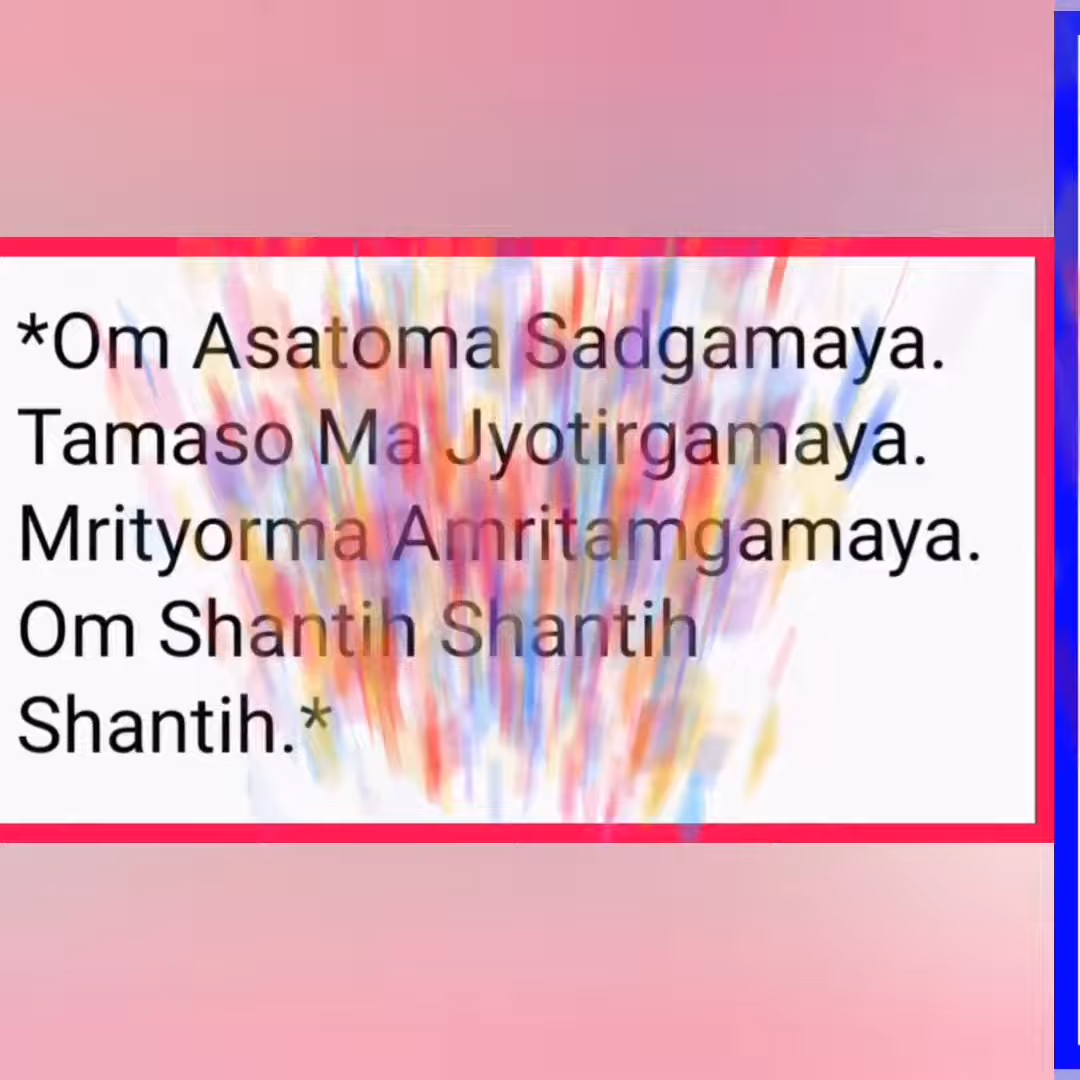 *Om Asatoma Sadgamaya.
Tamaso Ma Jyotirgamaya.
Mrityorma Amritamgamaya.
Om Shantih Shantih
Shantih.*